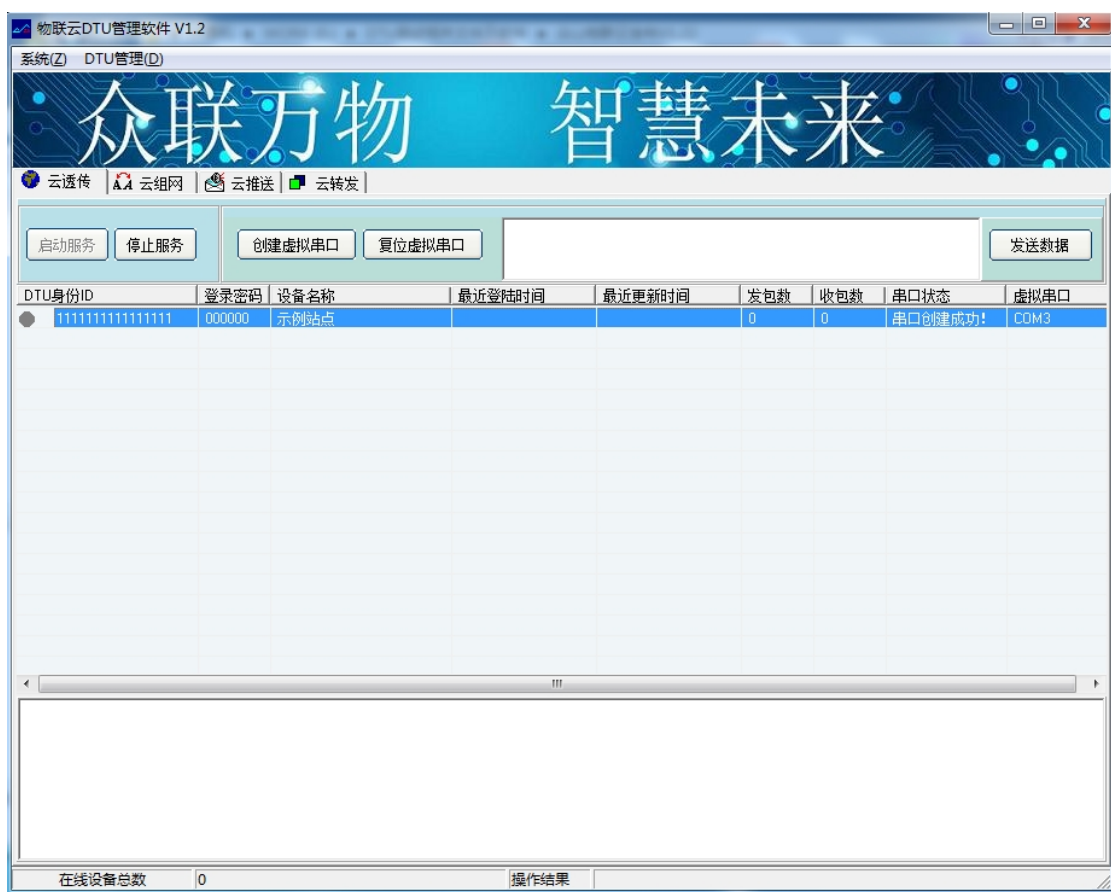 物联云DTU管理软件 V1.2
系统(Z) DTU管理(D)
众联万物 智慧未来
云透传 云组网 云推送 云转发
启动服务 停止服务 创建虚拟串口 复位虚拟串口 发送数据
DTU身份ID 登录密码 设备名称 最近登陆时间 最近更新时间 发包数 收包数 串口状态 虚拟串口
1111111111111111 000000 示例站点 0 0 串口创建成功! COM3
在线设备总数 0 操作结果